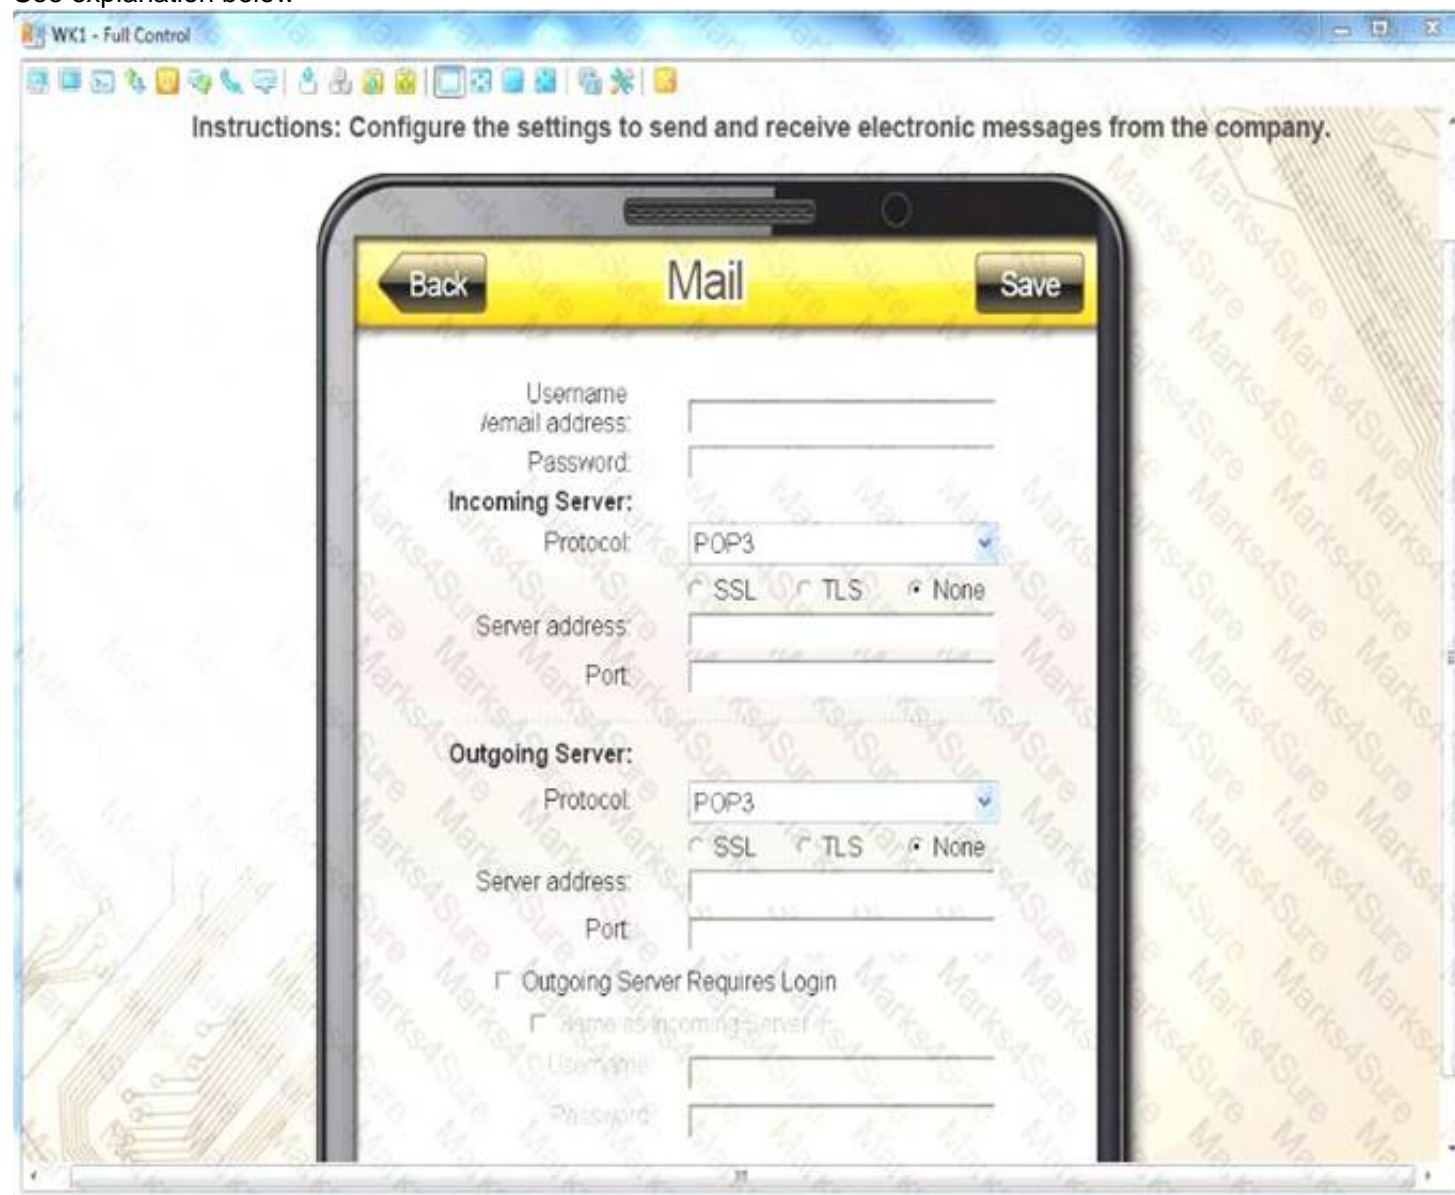 See explanation below
WK1 - Full Control
Instructions: Configure the settings to send and receive electronic messages from the company.
Back Mail Save
Username
/email address:
Password:
Incoming Server:
Protocol: POP3
SSL TLS None
Server address:
Port:
Outgoing Server:
Protocol: POP3
SSL TLS None
Server address:
Port:
Outgoing Server Requires Login
Same as Incoming Server
Username
Password:
Marks4Sure